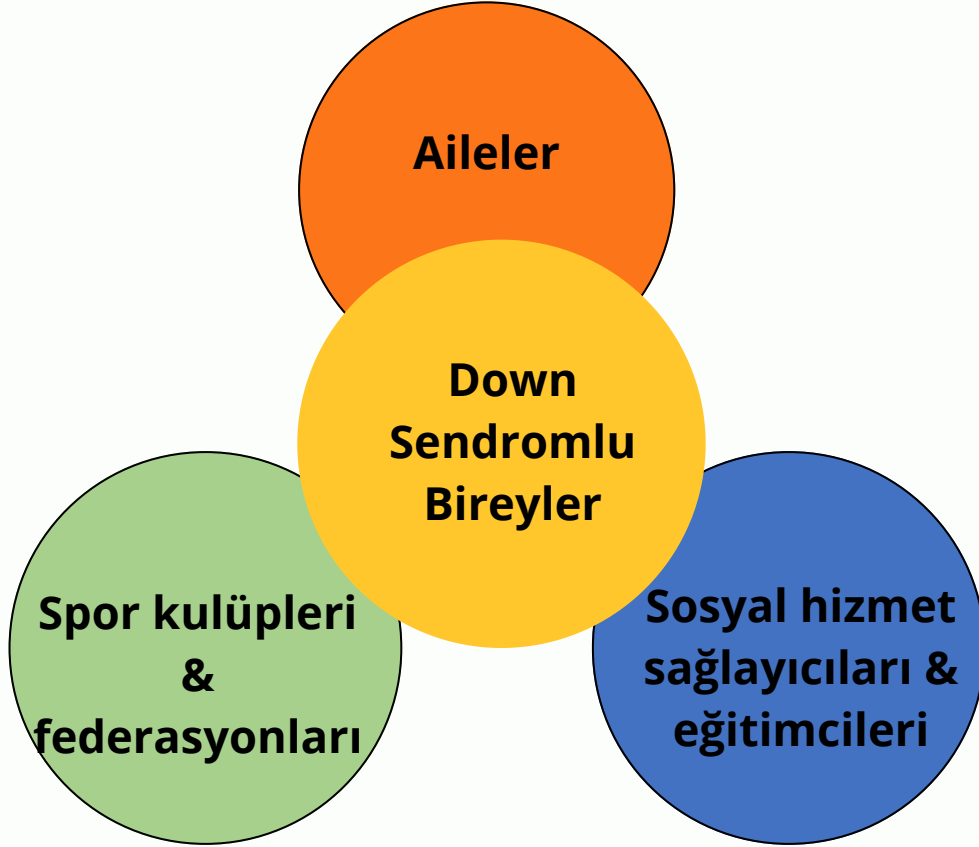 Aileler
Down
Sendromlu
Bireyler
Spor kulüpleri
&
federasyonları
Sosyal hizmet
sağlayıcıları &
eğitimcileri